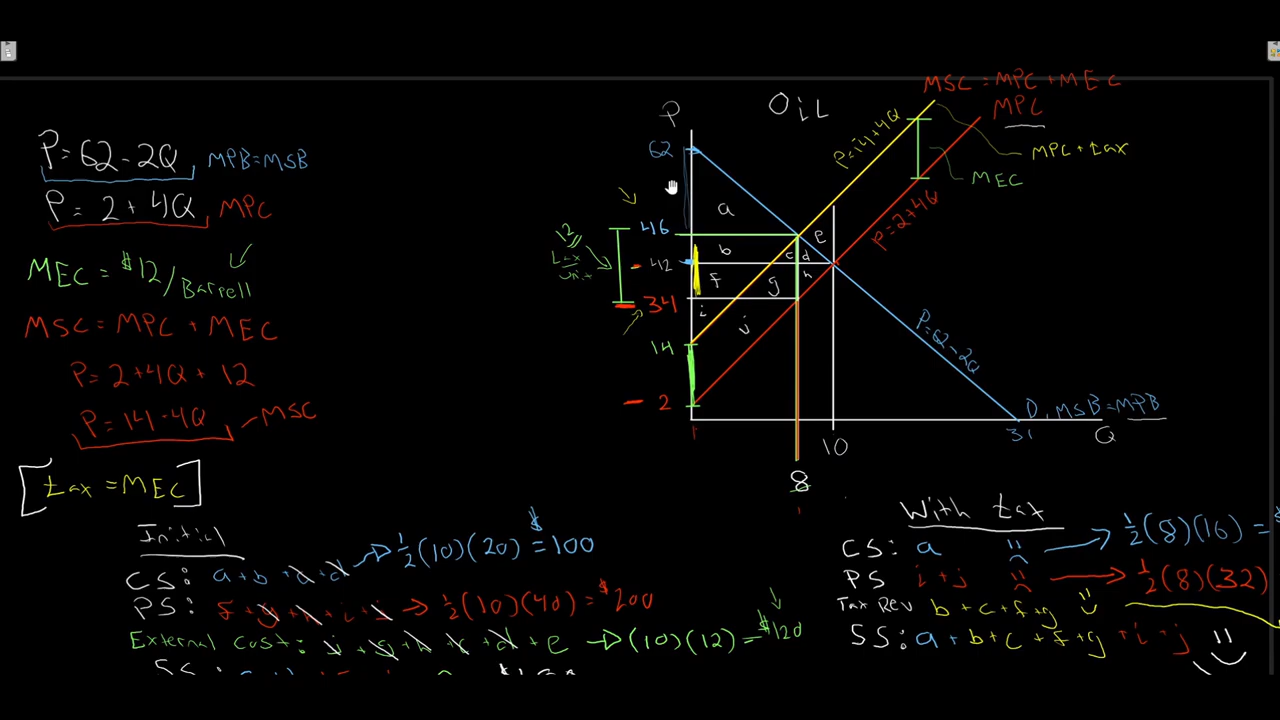 P=62-2Q MPB=MSB
P= 2+4Q MPC
MEC= $12/Barrell
MSC=MPC+MEC
P=2+4Q+12
P=14+4Q -MSC
[tax=MEC]
OiL
P
62
46
42
34
14
2
12
tax
unit
a
b
c
d
e
f
g
h
i
j
MSC=MPC+MEC
MPC
MPC+tax
MEC
P=14+4Q
P=2+4Q
P=62-2Q
D, MSB=MPB
31
Q
10
8
Initial
CS: a+b+c+d → 1/2(10)(20)=$100
PS: f+g+h+i+j → 1/2(10)(40)=$200
External cost: j+g+h+c+d+e → (10)(12)=$120
With tax
CS: a → 1/2(8)(16)=
PS i+j → 1/2(8)(32)
Tax Rev b+c+f+g
SS: a+b+c+f+g+i+j